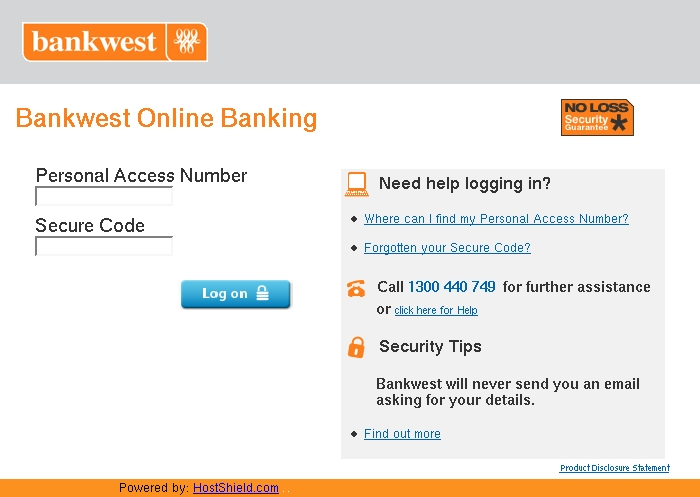 bankwest
Bankwest Online Banking
NO LOSS
Security
Guarantee
Personal Access Number
Secure Code
Log on
Need help logging in?
Where can I find my Personal Access Number?
Forgotten your Secure Code?
Call 1300 440 749 for further assistance
or click here for Help
Security Tips
Bankwest will never send you an email
asking for your details.
Find out more
Product Disclosure Statement
Powered by: HostShield.com ..